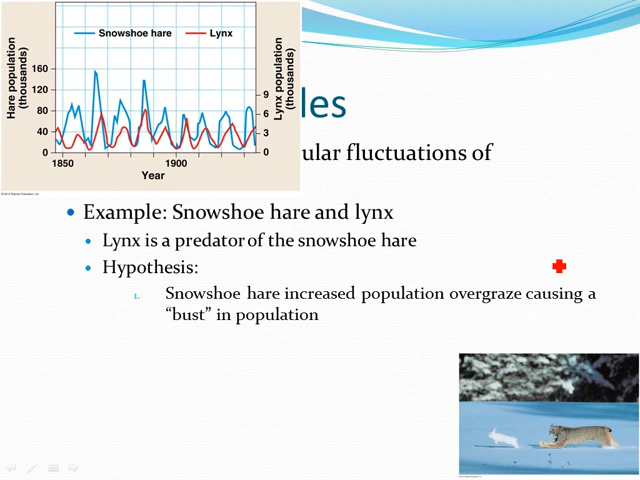 Snowshoe hare
Lynx
Hare population
(thousands)
160
120
80
40
0
Lynx population
(thousands)
9
6
3
0
1850
1900
Year
les
ular fluctuations of
Example: Snowshoe hare and lynx
Lynx is a predator of the snowshoe hare
Hypothesis:
1. Snowshoe hare increased population overgraze causing a
“bust” in population